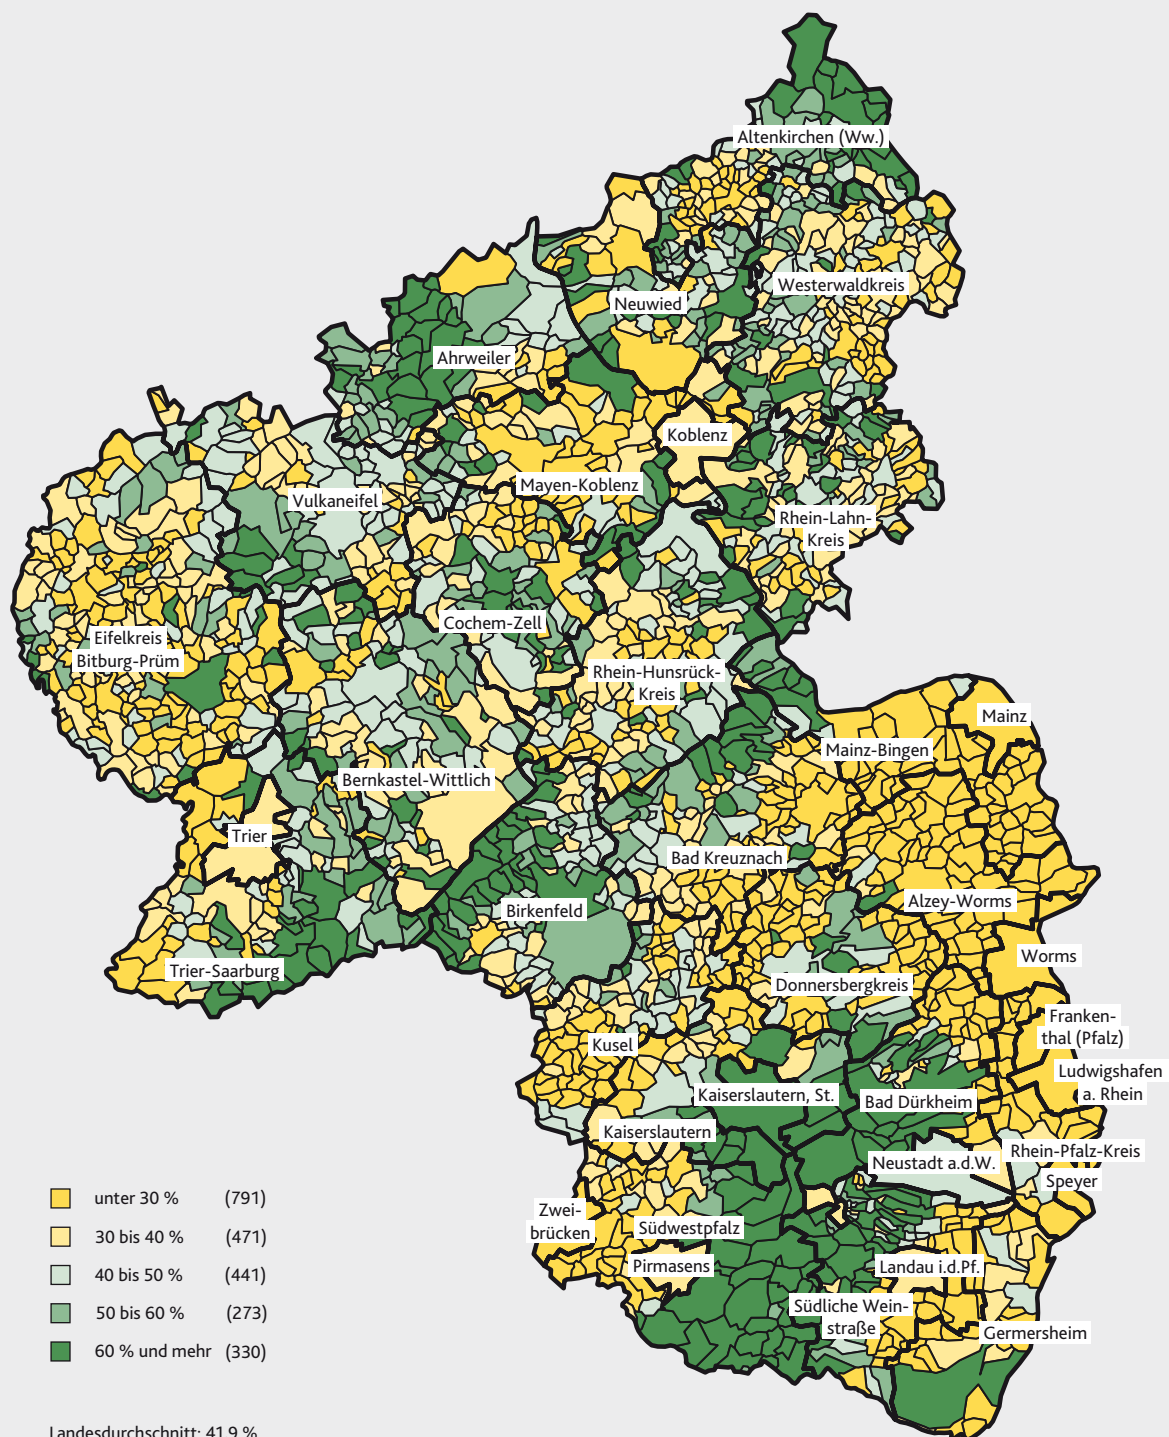 Altenkirchen (Ww.)
Westerwaldkreis
Neuwied
Ahrweiler
Koblenz
Mayen-Koblenz
Vulkaneifel
Rhein-Lahn-
Kreis
Cochem-Zell
Eifelkreis
Bitburg-Prüm
Rhein-Hunsrück-
Kreis
Mainz
Mainz-Bingen
Bernkastel-Wittlich
Trier
Bad Kreuznach
Alzey-Worms
Birkenfeld
Worms
Trier-Saarburg
Donnersbergkreis
Franken-
thal (Pfalz)
Kusel
Ludwigshafen
a. Rhein
Kaiserslautern, St.
Bad Dürkheim
Kaiserslautern
Rhein-Pfalz-Kreis
Neustadt a.d.W.
Speyer
Zwei-
brücken
Südwestpfalz
Pirmasens
Landau i.d.Pf.
Südliche Wein-
straße
Germersheim
unter 30 % (791)
30 bis 40 % (471)
40 bis 50 % (441)
50 bis 60 % (273)
60 % und mehr (330)
Landesdurchschnitt: 41,9 %